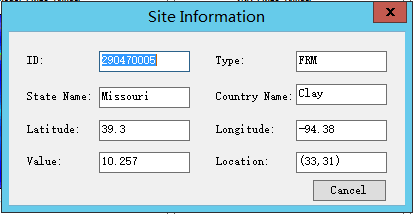 Site Information
ID: 290470005 Type: FRM
State Name: Missouri Country Name: Clay
Latitude: 39.3 Longitude: -94.38
Value: 10.257 Location: (33,31)
Cancel